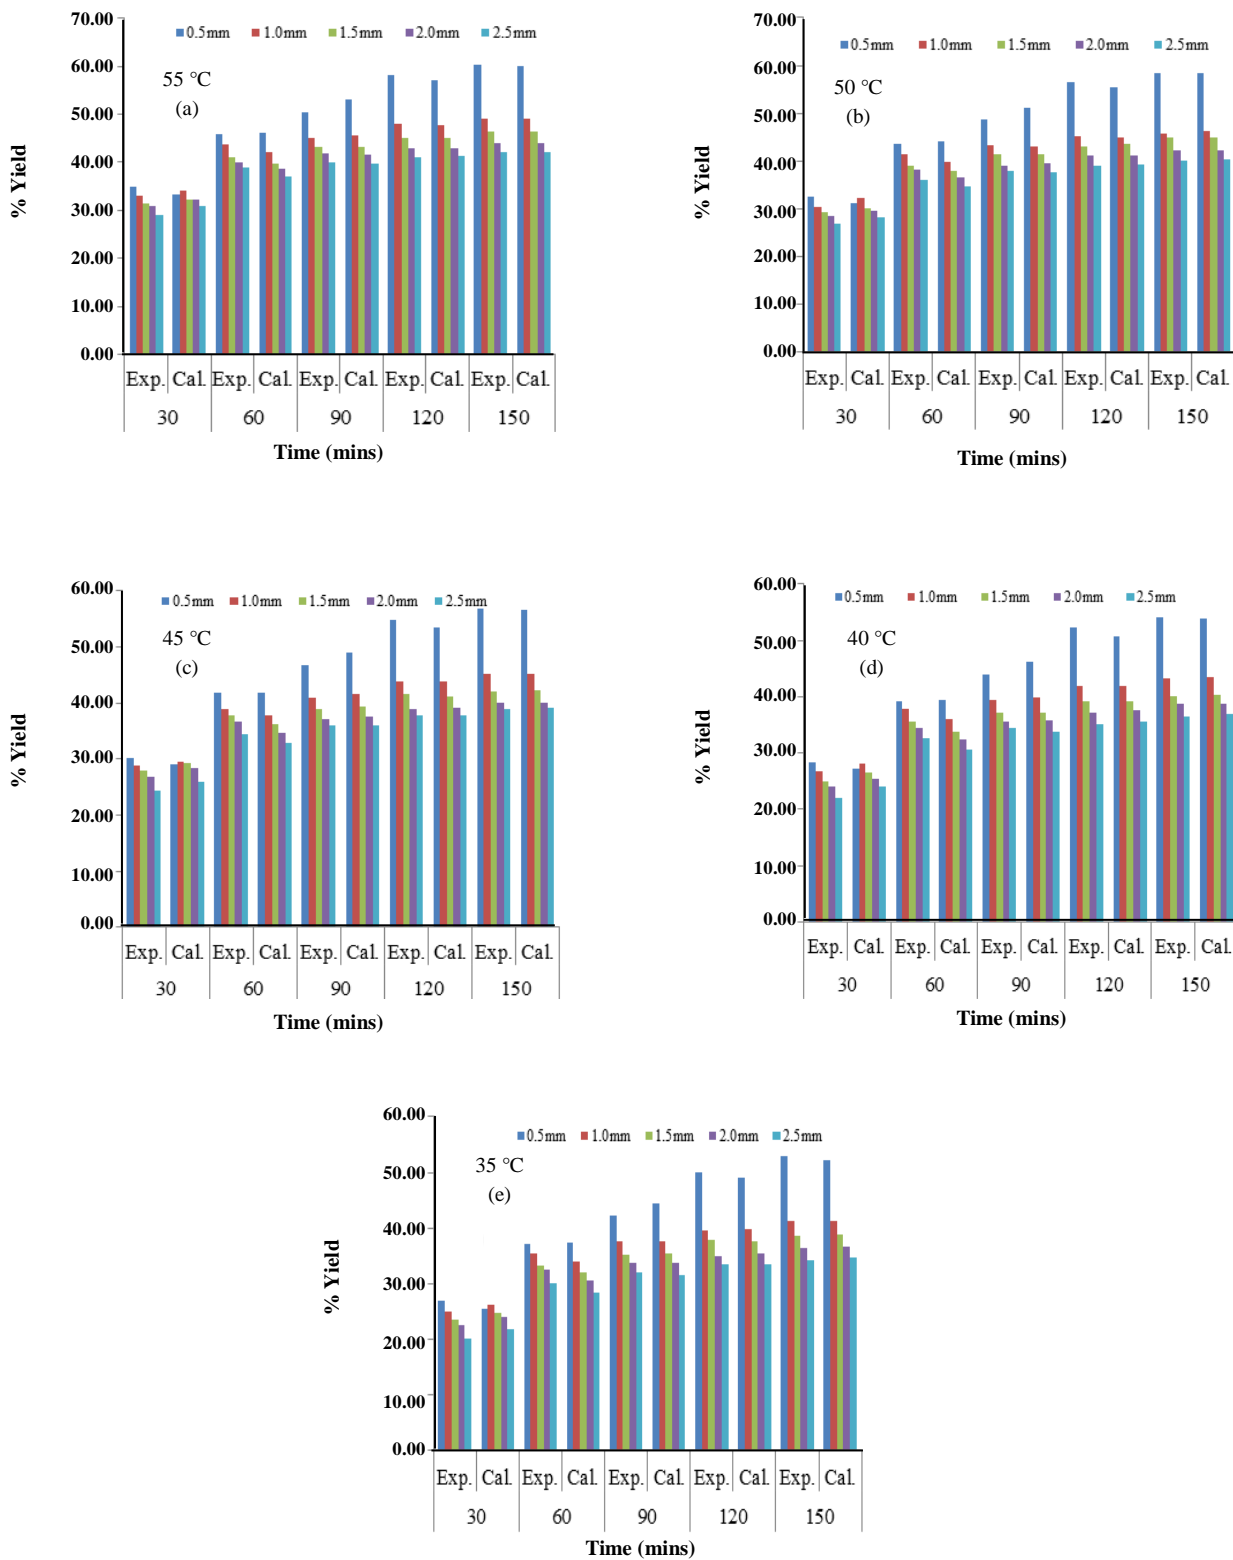 70.00
0.5mm 1.0mm 1.5mm 2.0mm 2.5mm
60.00
55 °C
(a)
50.00
40.00
% Yield
30.00
20.00
10.00
0.00
Exp. Cal. Exp. Cal. Exp. Cal. Exp. Cal. Exp. Cal.
30 60 90 120 150
Time (mins)
70.00
0.5mm 1.0mm 1.5mm 2.0mm 2.5mm
60.00
50 °C
(b)
50.00
40.00
% Yield
30.00
20.00
10.00
0.00
Exp. Cal. Exp. Cal. Exp. Cal. Exp. Cal. Exp. Cal.
30 60 90 120 150
Time (mins)
60.00
0.5mm 1.0mm 1.5mm 2.0mm 2.5mm
45 °C
50.00
(c)
40.00
% Yield
30.00
20.00
10.00
0.00
Exp. Cal. Exp. Cal. Exp. Cal. Exp. Cal. Exp. Cal.
30 60 90 120 150
Time (mins)
60.00
0.5mm 1.0mm 1.5mm 2.0mm 2.5mm
40 °C
50.00
(d)
40.00
% Yield
30.00
20.00
10.00
0.00
Exp. Cal. Exp. Cal. Exp. Cal. Exp. Cal. Exp. Cal.
30 60 90 120 150
Time (mins)
60.00
0.5mm 1.0mm 1.5mm 2.0mm 2.5mm
35 °C
50.00
(e)
40.00
% Yield
30.00
20.00
10.00
0.00
Exp. Cal. Exp. Cal. Exp. Cal. Exp. Cal. Exp. Cal.
30 60 90 120 150
Time (mins)